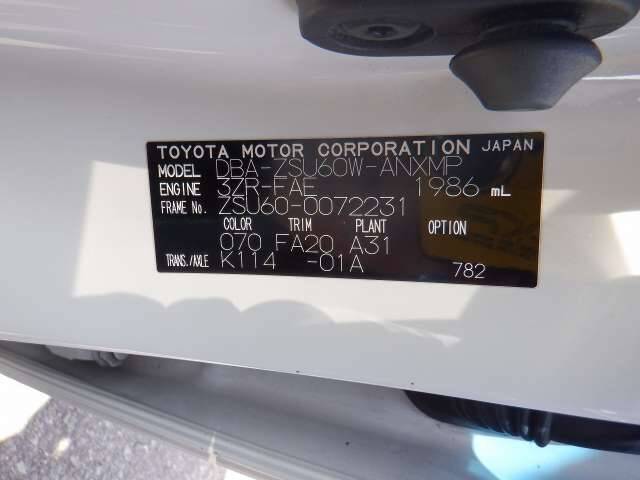 TOYOTA MOTOR CORPORATION JAPAN
MODEL DBA-ZSU60W-ANXMP
ENGINE 3ZR-FAE 1986 mL
FRAME No. ZSU60-0072231
COLOR TRIM PLANT OPTION
070 FA20 A31
TRANS./AXLE K114 -01A 782